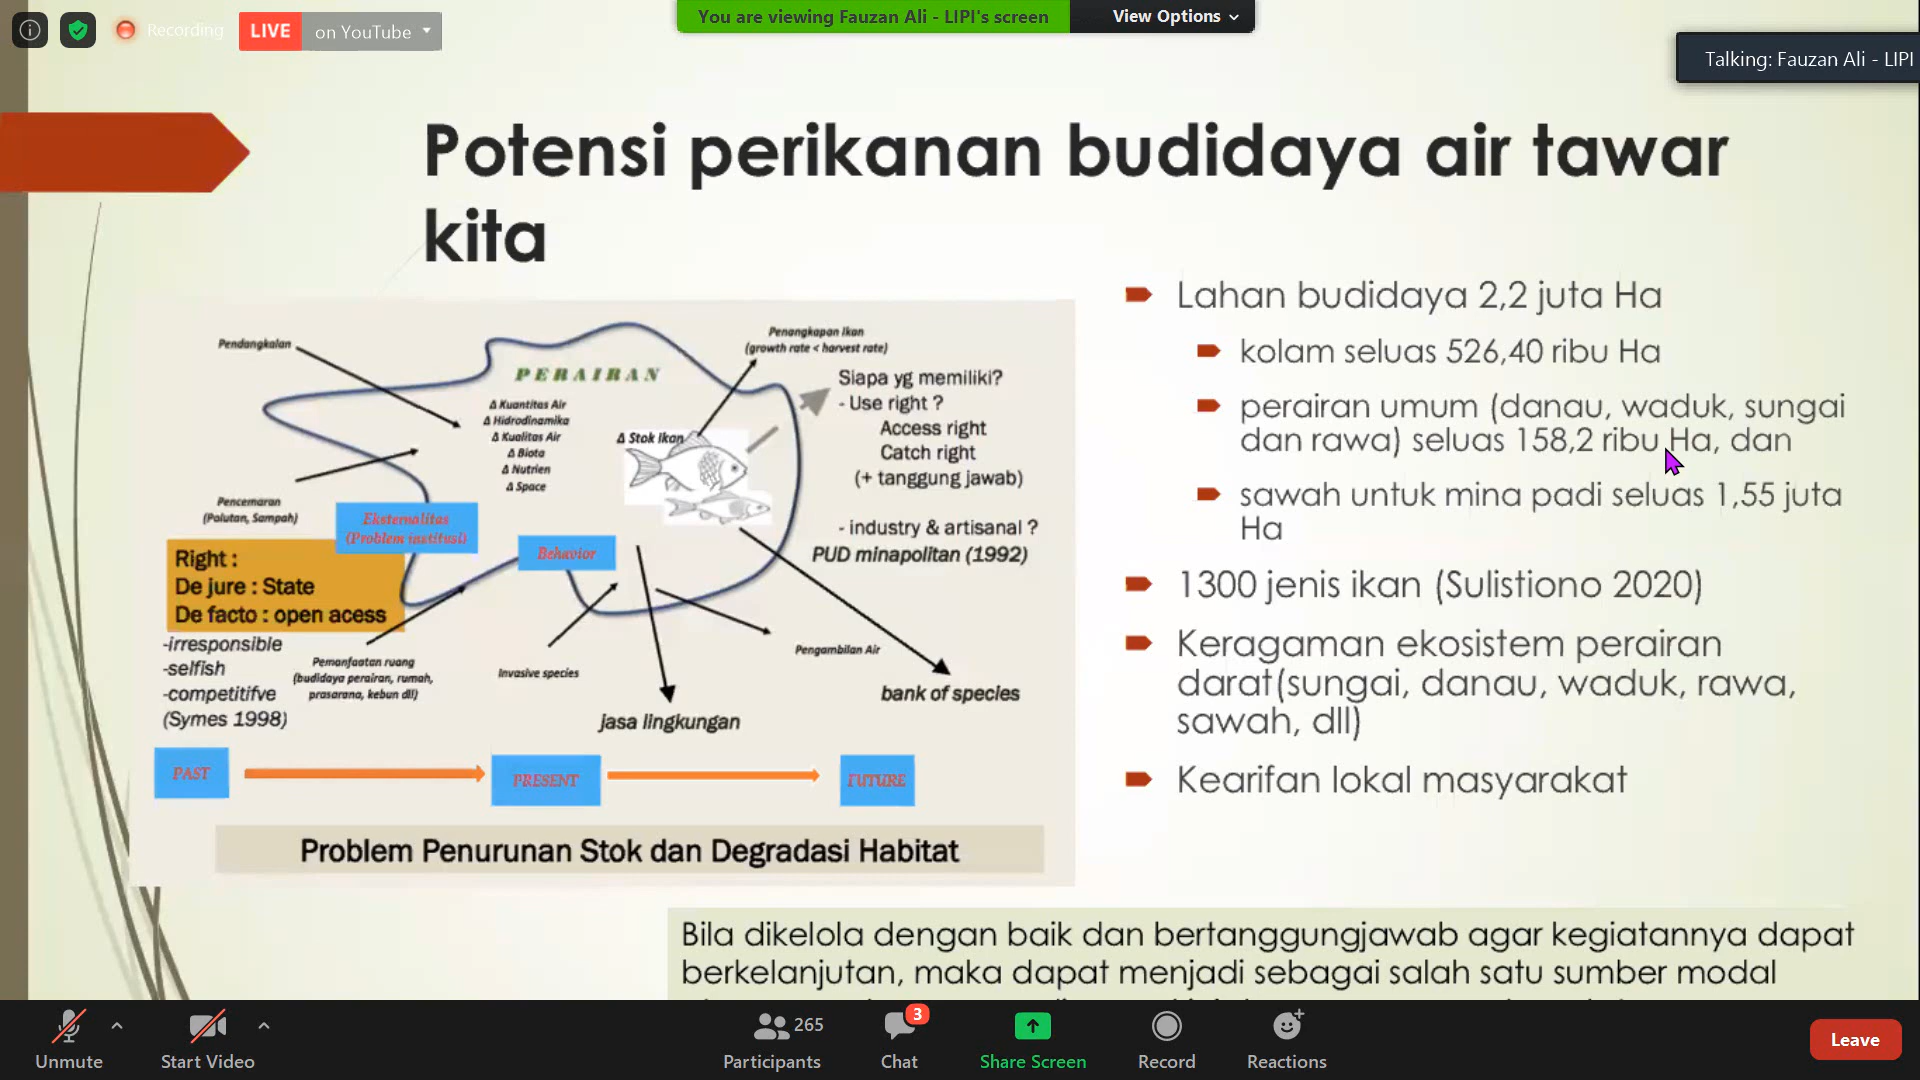 Recording
LIVE on YouTube
You are viewing Fauzan Ali - LIPI's screen
View Options
Talking: Fauzan Ali - LIPI
Potensi perikanan budidaya air tawar
kita
Pendangkalan
Penangkapan Ikan
(growth rate < harvest rate)
PERAIRAN
Δ Kuantitas Air
Δ Hidrodinamika
Δ Kualitas Air
Δ Biota
Δ Nutrien
Δ Space
Δ Stok Ikan
Siapa yg memiliki?
- Use right ?
Access right
Catch right
(+ tanggung jawab)
- industry & artisanal ?
PUD minapolitan (1992)
Pencemaran
(Polutan, Sampah)
Eksternalitas
(Problem institusi)
Behavior
Right :
De jure : State
De facto : open acess
-irresponsible
-selfish
-competitifve
(Symes 1998)
Pemanfaatan ruang
(budidaya perairan, rumah,
prasarana, kebun dll)
Invasive species
Pengambilan Air
jasa lingkungan
bank of species
PAST
PRESENT
FUTURE
Problem Penurunan Stok dan Degradasi Habitat
Lahan budidaya 2,2 juta Ha
kolam seluas 526,40 ribu Ha
perairan umum (danau, waduk, sungai
dan rawa) seluas 158,2 ribu Ha, dan
sawah untuk mina padi seluas 1,55 juta
Ha
1300 jenis ikan (Sulistiono 2020)
Keragaman ekosistem perairan
darat(sungai, danau, waduk, rawa,
sawah, dll)
Kearifan lokal masyarakat
Bila dikelola dengan baik dan bertanggungjawab agar kegiatannya dapat
berkelanjutan, maka dapat menjadi sebagai salah satu sumber modal
Unmute
Start Video
265
Participants
3
Chat
Share Screen
Record
Reactions
Leave